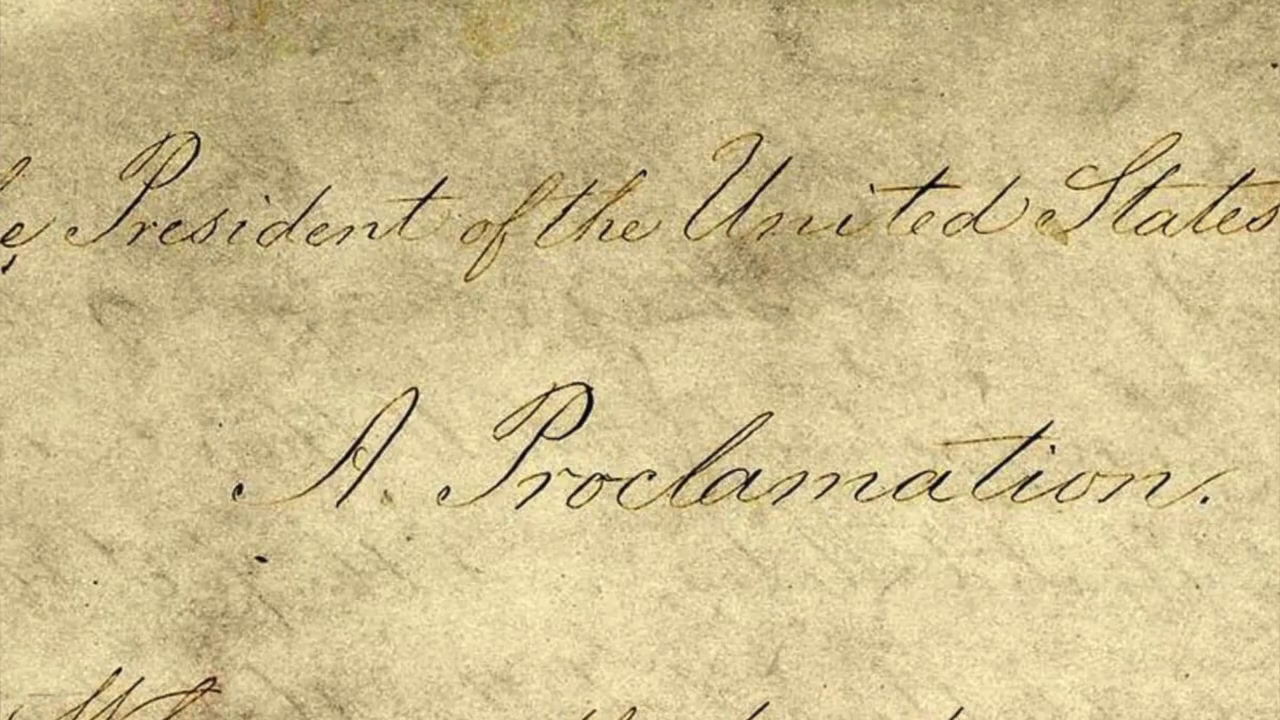 President of the United States
A Proclamation.